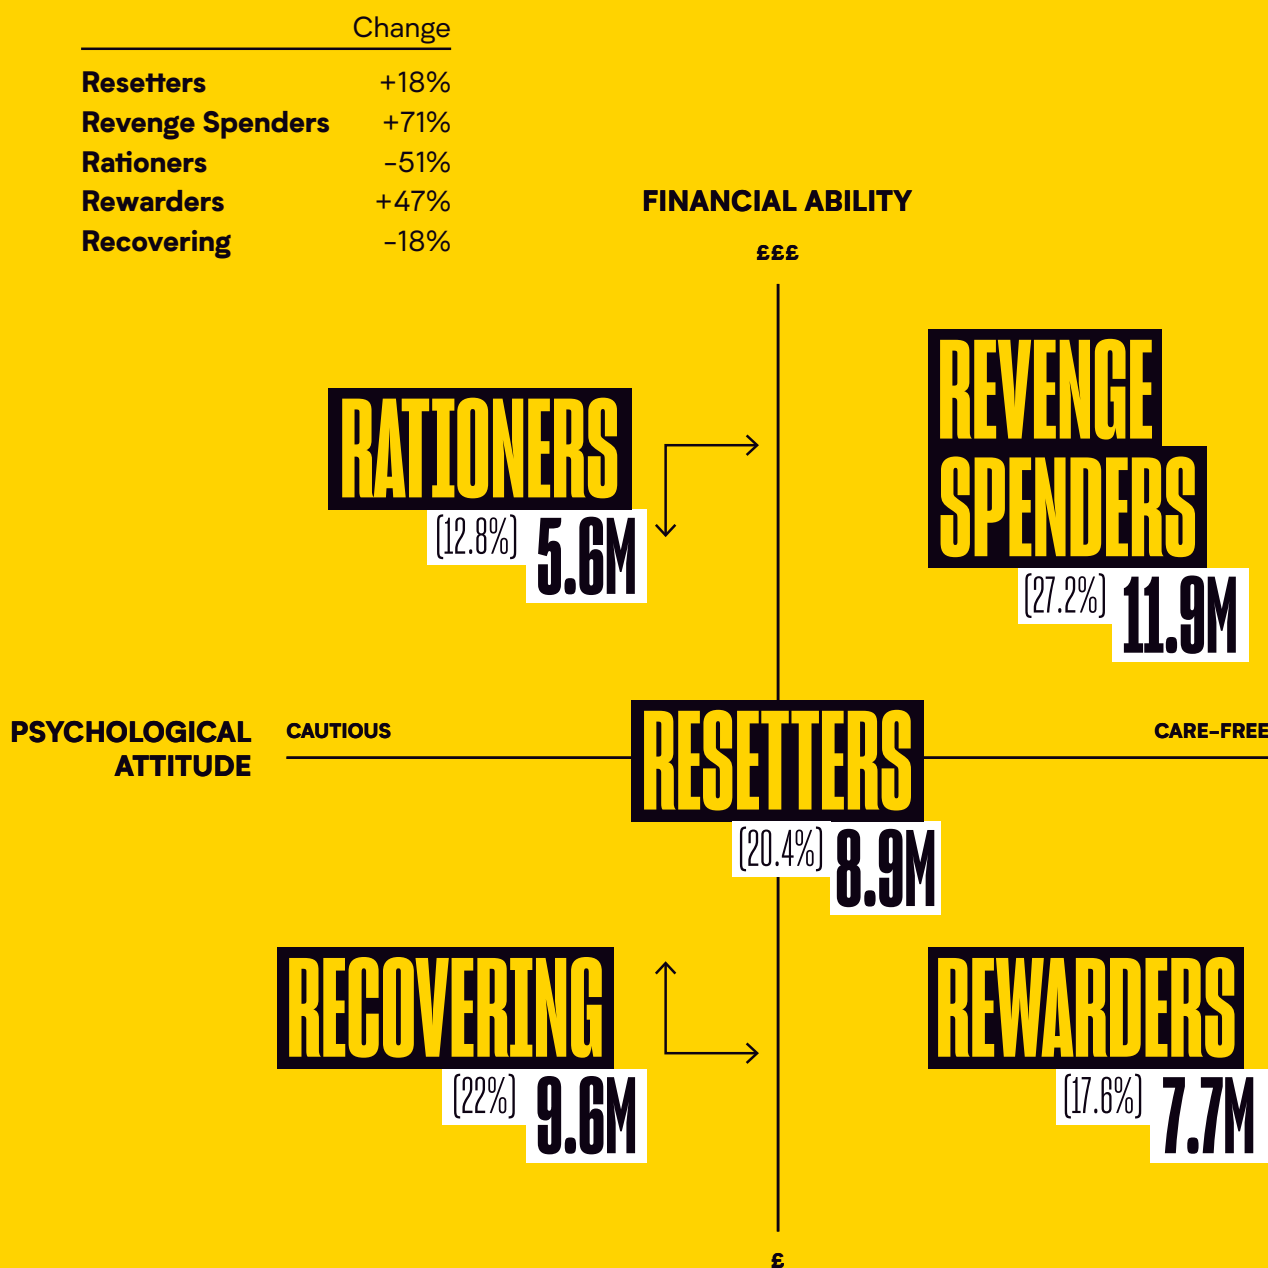 Change
Resetters +18%
Revenge Spenders +71%
Rationers -51%
Rewarders +47%
Recovering -18%
FINANCIAL ABILITY
£££
RATIONERS
(12.8%) 5.6M
REVENGE
SPENDERS
(27.2%) 11.9M
PSYCHOLOGICAL
ATTITUDE
CAUTIOUS
CARE-FREE
RESETTERS
(20.4%) 8.9M
RECOVERING
(22%) 9.6M
REWARDERS
(17.6%) 7.7M
£